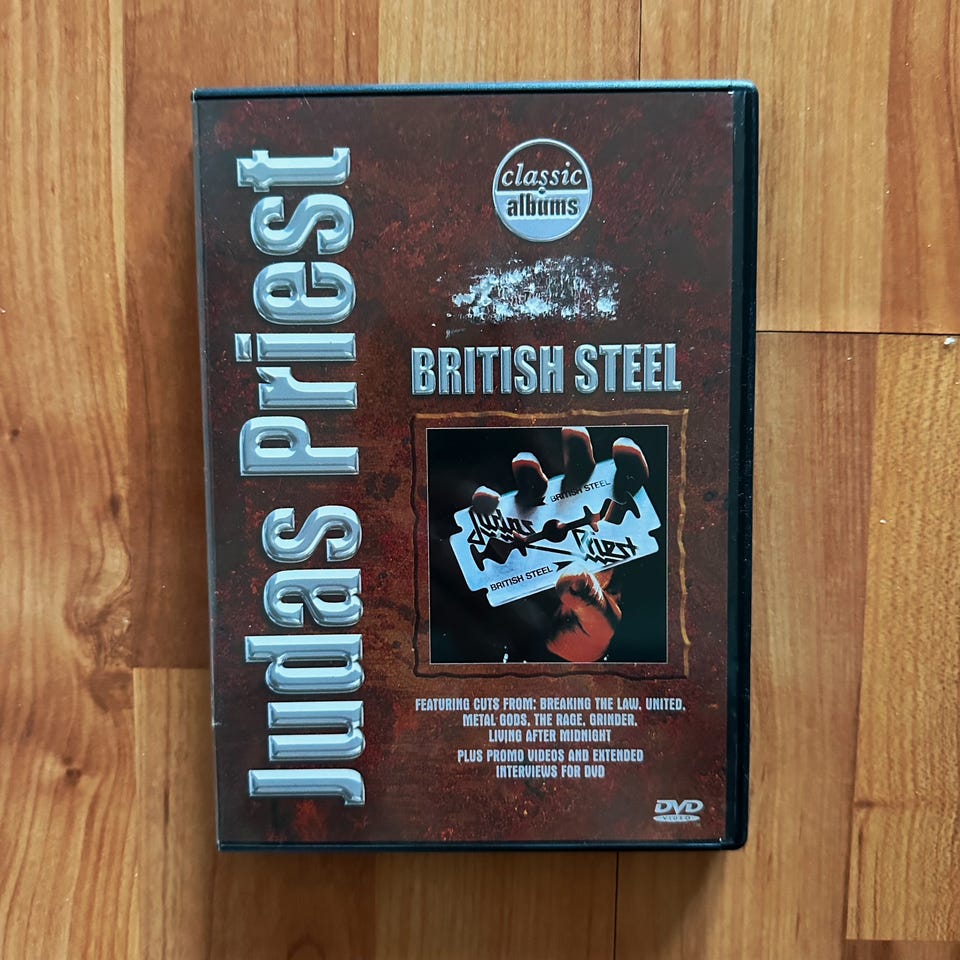 Judas Priest
classic
albums
BRITISH STEEL
BRITISH STEEL
Judas
Priest
BRITISH STEEL
FEATURING CUTS FROM: BREAKING THE LAW, UNITED,
METAL GODS, THE RAGE, GRINDER,
LIVING AFTER MIDNIGHT
PLUS PROMO VIDEOS AND EXTENDED
INTERVIEWS FOR DVD
DVD
VIDEO